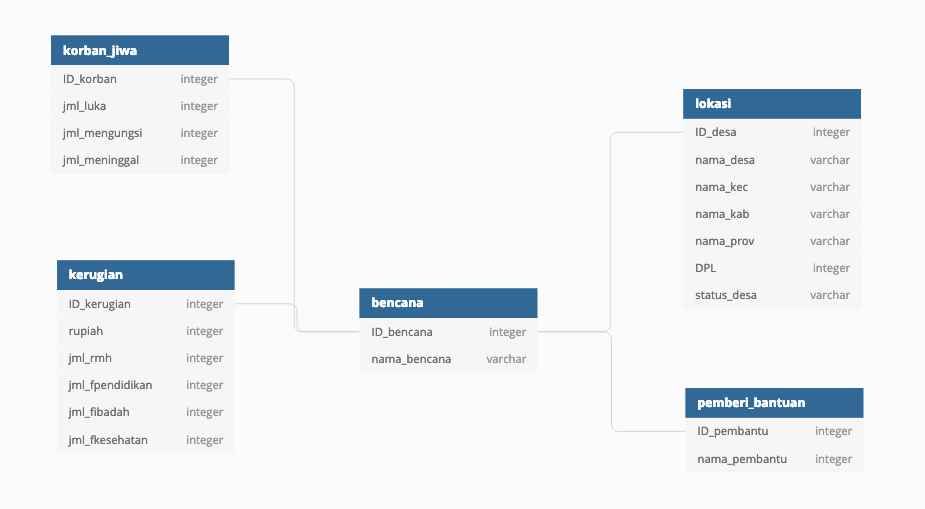 korban_jiwa
ID_korban integer
jml_luka integer
jml_mengungsi integer
jml_meninggal integer
kerugian
ID_kerugian integer
rupiah integer
jml_rmh integer
jml_fpendidikan integer
jml_fibadah integer
jml_fkesehatan integer
bencana
ID_bencana integer
nama_bencana varchar
lokasi
ID_desa integer
nama_desa varchar
nama_kec varchar
nama_kab varchar
nama_prov varchar
DPL integer
status_desa varchar
pemberi_bantuan
ID_pembantu integer
nama_pembantu integer